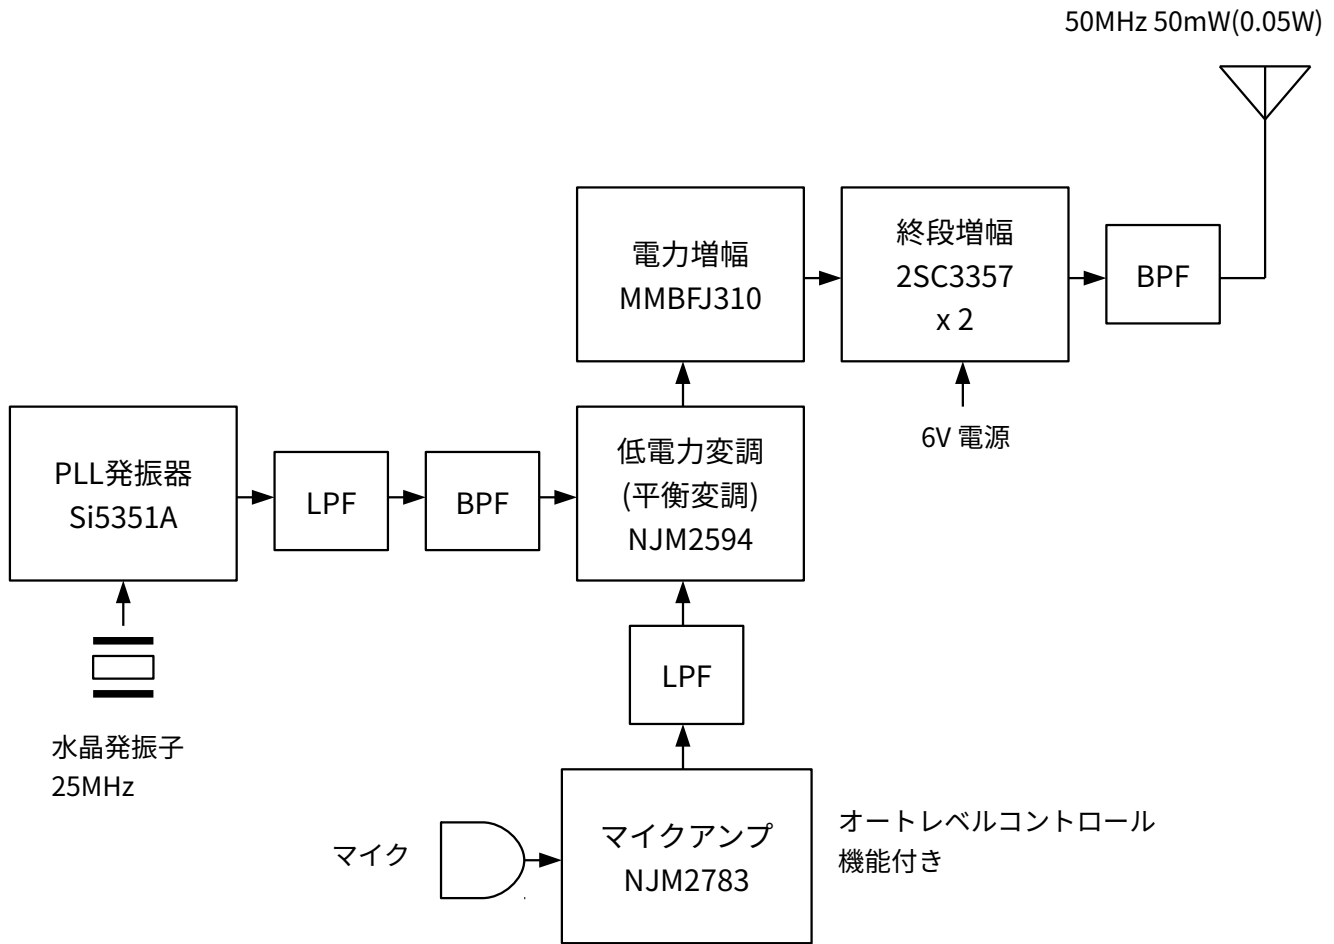 50MHz 50mW(0.05W)
電力増幅
MMBFJ310
終段増幅
2SC3357
x 2
BPF
6V 電源
PLL発振器
Si5351A
LPF
BPF
低電力変調
(平衡変調)
NJM2594
LPF
水晶発振子
25MHz
マイク
マイクアンプ
NJM2783
オートレベルコントロール
機能付き